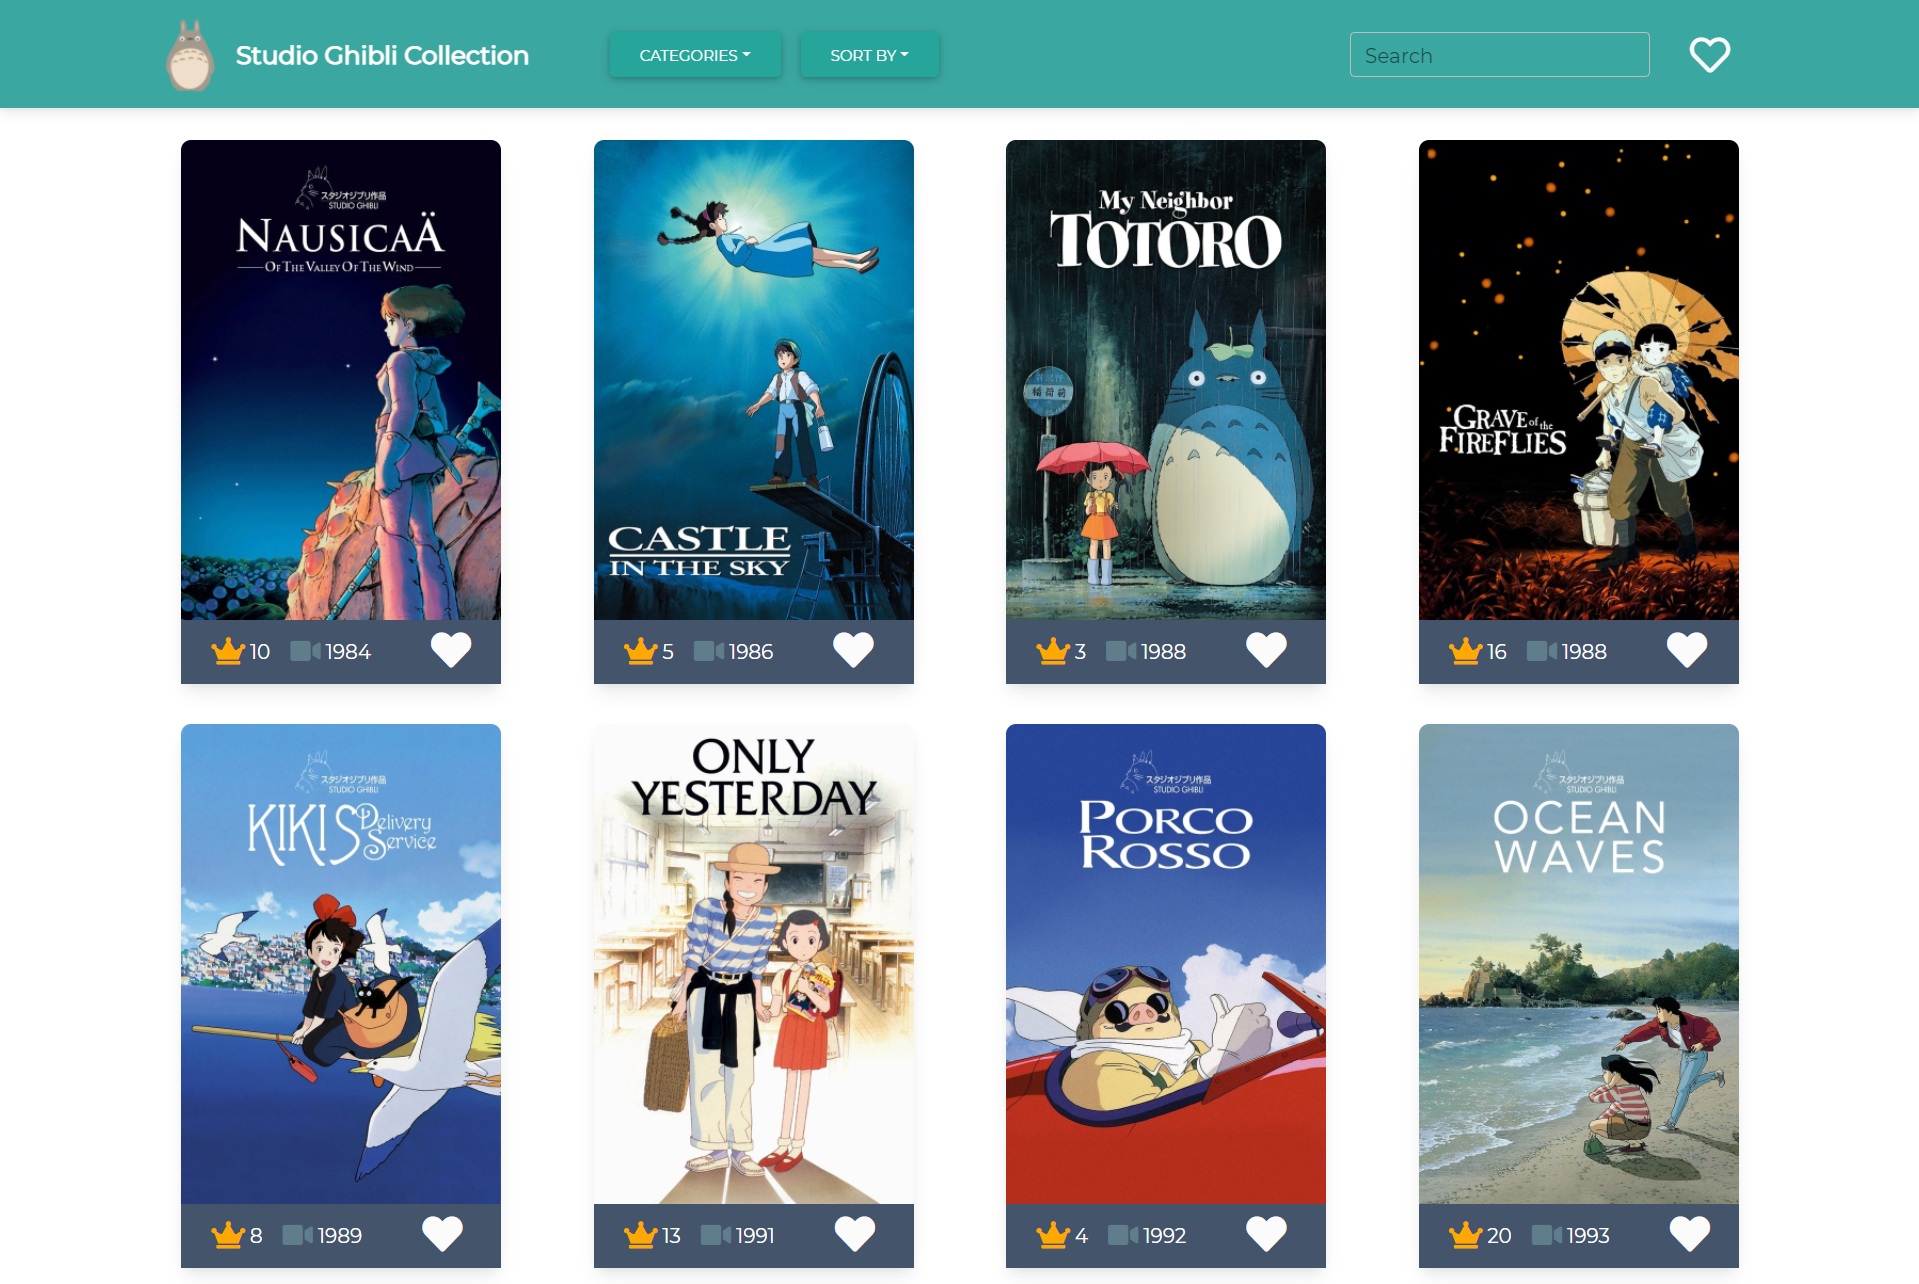 Studio Ghibli Collection
CATEGORIES
SORT BY
Search
スタジオジブリ作品
STUDIO GHIBLI
NAUSICAÄ
OF THE VALLEY OF THE WIND
CASTLE
IN THE SKY
My Neighbor
TOTORO
稲荷前
GRAVE of the
FIREFLIES
10 1984
5 1986
3 1988
16 1988
スタジオジブリ作品
STUDIO GHIBLI
KIKI'S Delivery
Service
ONLY
YESTERDAY
スタジオジブリ作品
STUDIO GHIBLI
PORCO
ROSSO
スタジオジブリ作品
STUDIO GHIBLI
OCEAN
WAVES
8 1989
13 1991
4 1992
20 1993